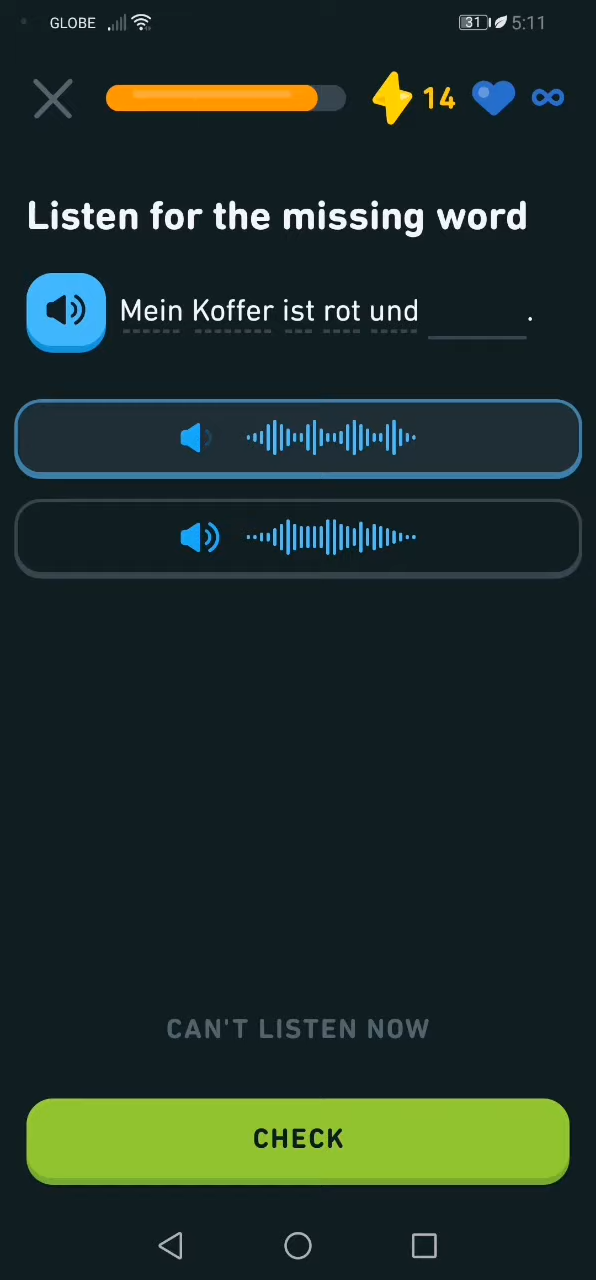 GLOBE 31 5:11
14 ∞
Listen for the missing word
Mein Koffer ist rot und ______.
CAN'T LISTEN NOW
CHECK